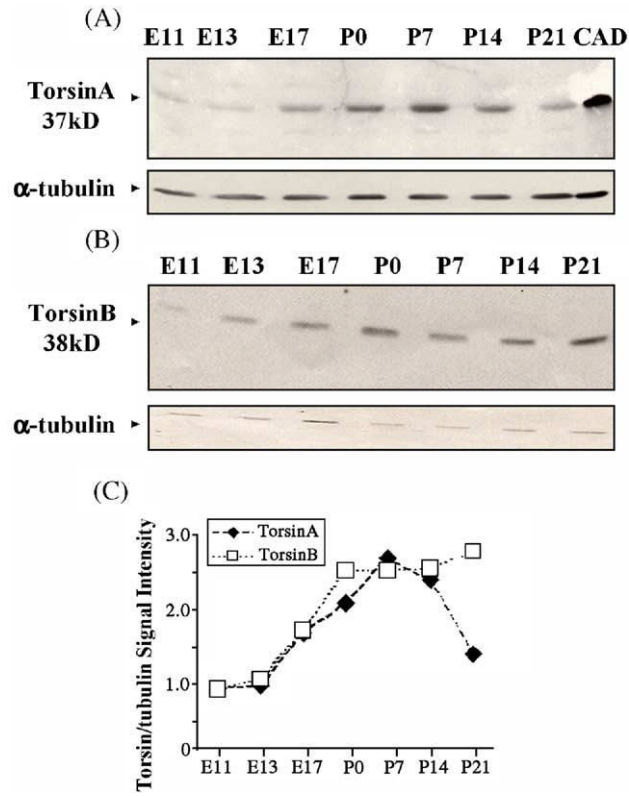 (A)
E11 E13 E17 P0 P7 P14 P21 CAD
TorsinA
37kD
α-tubulin
(B)
E11 E13 E17 P0 P7 P14 P21
TorsinB
38kD
α-tubulin
(C)
Torsin/tubulin Signal Intensity
TorsinA
TorsinB
3.0
2.0
1.0
0
E11 E13 E17 P0 P7 P14 P21